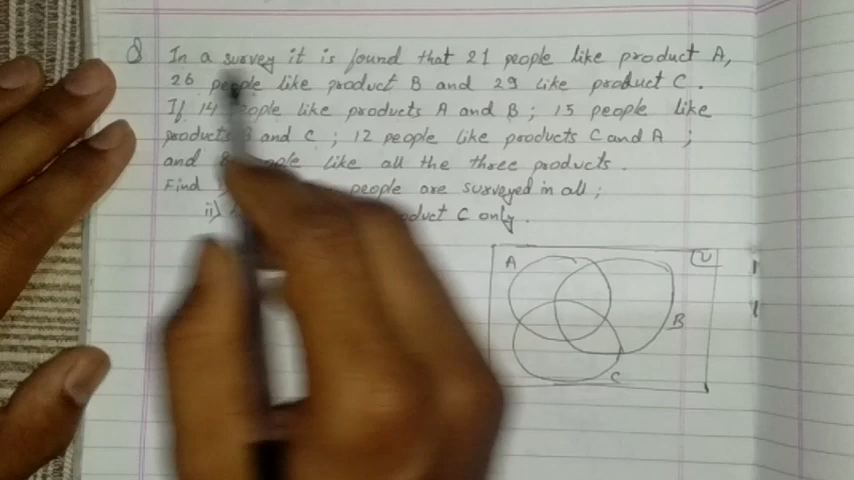 Q In a survey it is found that 21 people like product A,
26 people like product B and 29 like product C.
If 14 people like products A and B ; 15 people like
products B and C ; 12 people like products C and A ;
and 8 people like all the three products .
Find people are surveyed in all ;
ii) product C only .
A
U
B
C